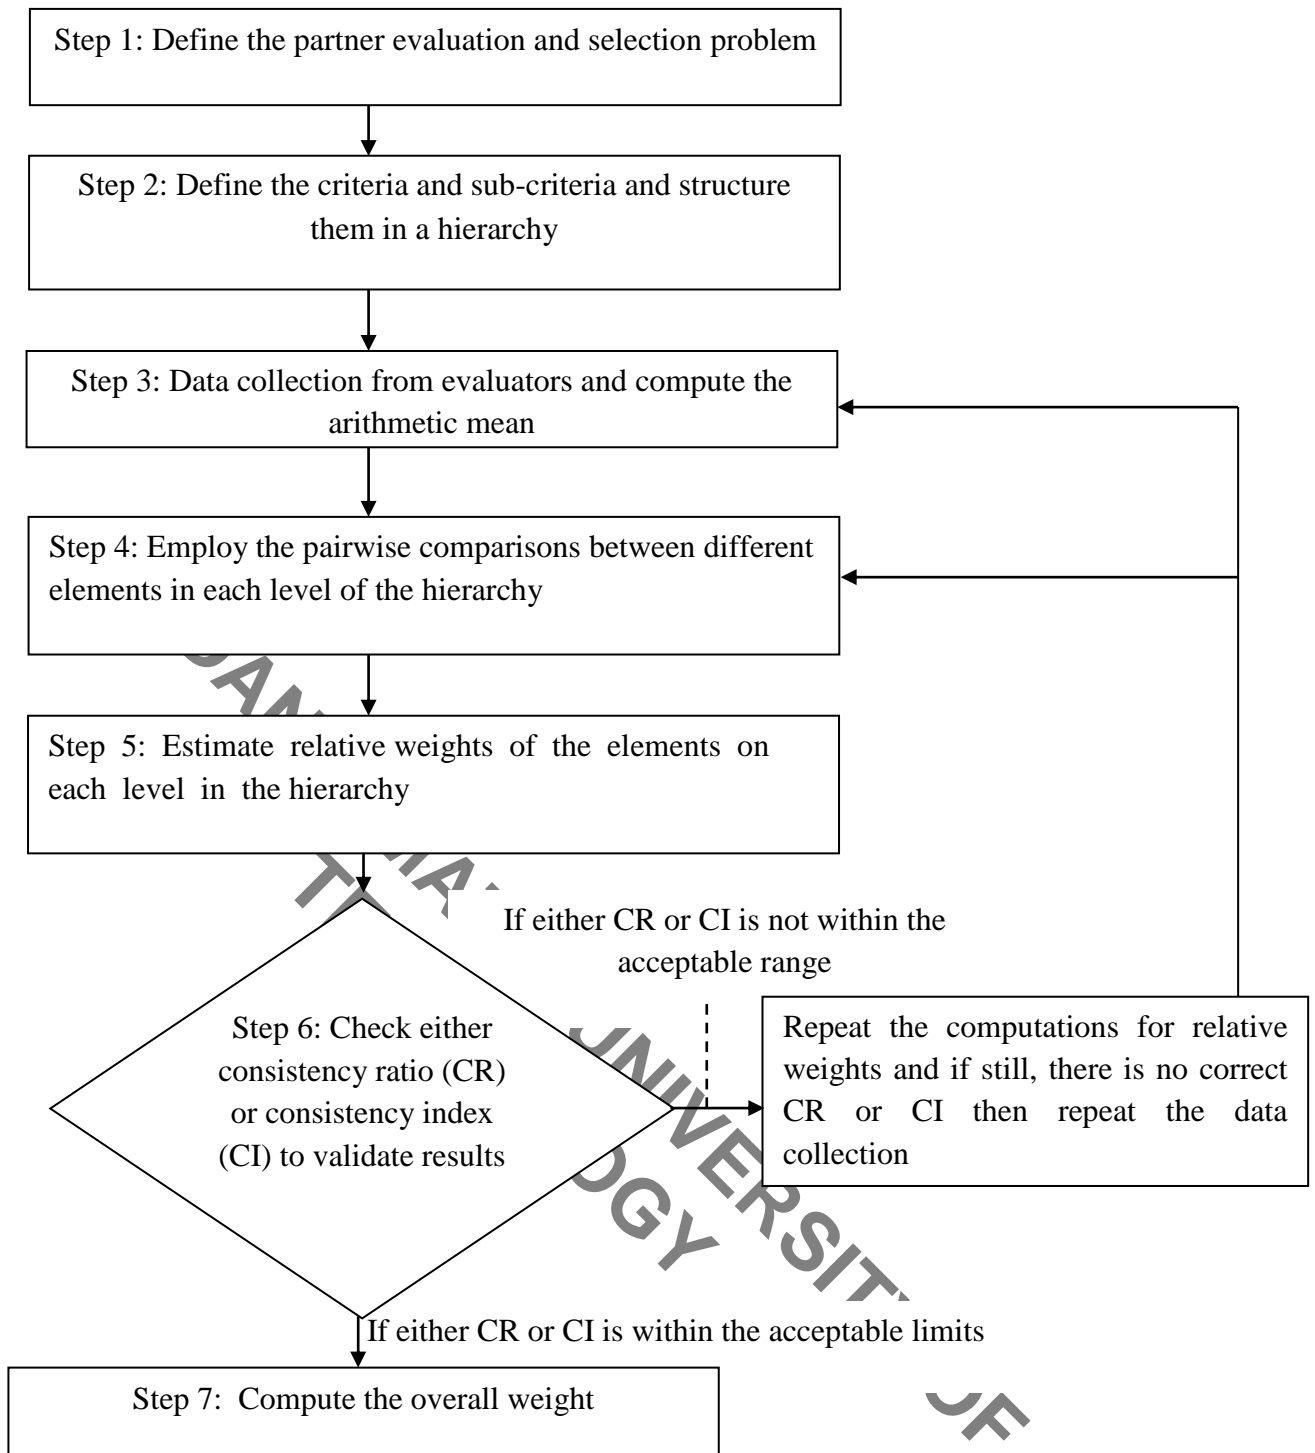 Step 1: Define the partner evaluation and selection problem
Step 2: Define the criteria and sub-criteria and structure
them in a hierarchy
Step 3: Data collection from evaluators and compute the
arithmetic mean
Step 4: Employ the pairwise comparisons between different
elements in each level of the hierarchy
Step 5: Estimate relative weights of the elements on
each level in the hierarchy
If either CR or CI is not within the
acceptable range
Step 6: Check either
consistency ratio (CR)
or consistency index
(CI) to validate results
Repeat the computations for relative
weights and if still, there is no correct
CR or CI then repeat the data
collection
If either CR or CI is within the acceptable limits
Step 7: Compute the overall weight
OF